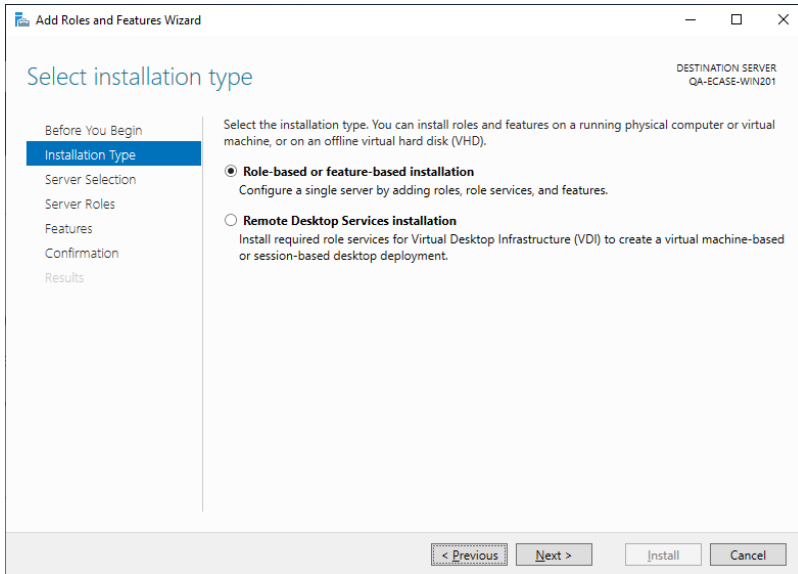 Add Roles and Features Wizard
Select installation type
DESTINATION SERVER
QA-ECASE-WIN201
Before You Begin
Installation Type
Server Selection
Server Roles
Features
Confirmation
Results
Select the installation type. You can install roles and features on a running physical computer or virtual
machine, or on an offline virtual hard disk (VHD).
Role-based or feature-based installation
Configure a single server by adding roles, role services, and features.
Remote Desktop Services installation
Install required role services for Virtual Desktop Infrastructure (VDI) to create a virtual machine-based
or session-based desktop deployment.
< Previous
Next >
Install
Cancel